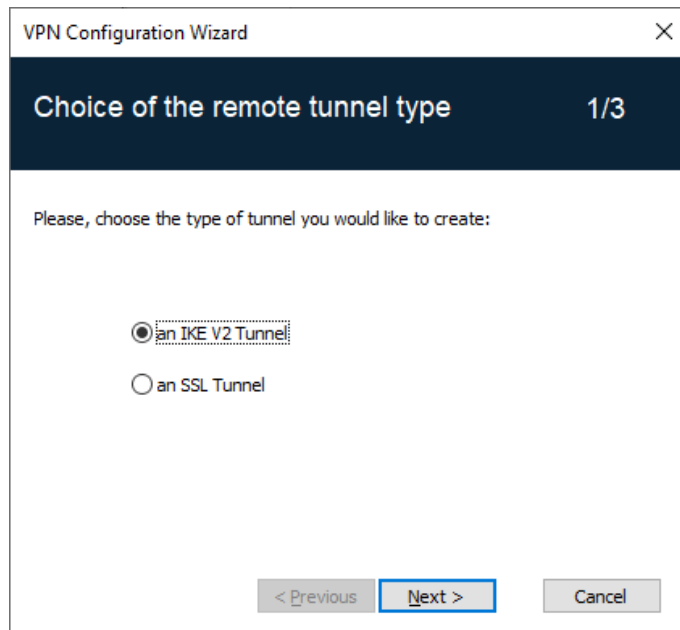 VPN Configuration Wizard
Choice of the remote tunnel type 1/3
Please, choose the type of tunnel you would like to create:
an IKE V2 Tunnel
an SSL Tunnel
< Previous Next > Cancel